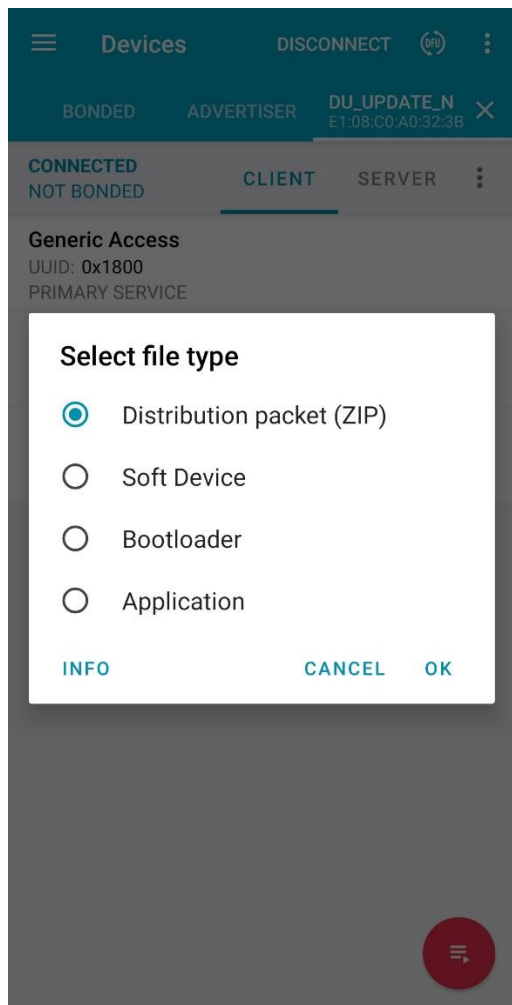 Devices
DISCONNECT
DFU
BONDED
ADVERTISER
DU_UPDATE_N
E1:08:C0:A0:32:3B
CONNECTED
NOT BONDED
CLIENT
SERVER
Generic Access
UUID: 0x1800
PRIMARY SERVICE
Select file type
Distribution packet (ZIP)
Soft Device
Bootloader
Application
INFO
CANCEL
OK